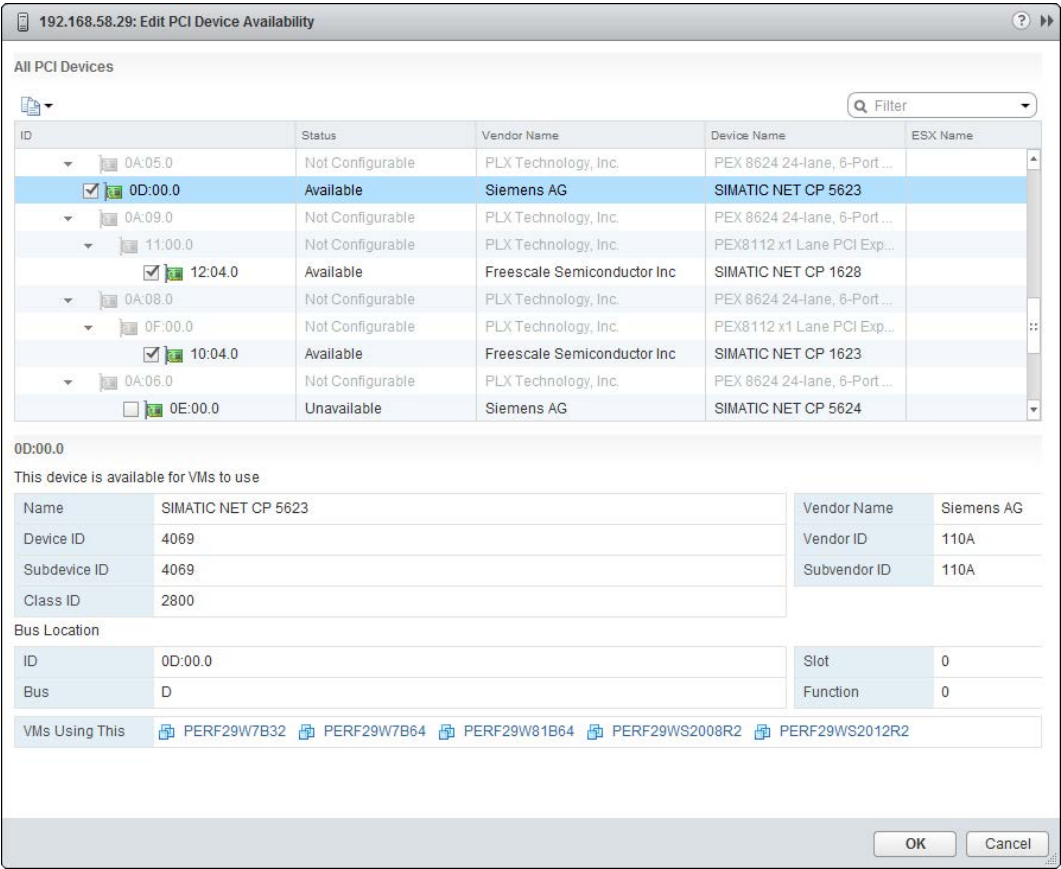 192.168.58.29: Edit PCI Device Availability ?
All PCI Devices
Filter
ID Status Vendor Name Device Name ESX Name
0A:05.0 Not Configurable PLX Technology, Inc. PEX 8624 24-lane, 6-Port ...
0D:00.0 Available Siemens AG SIMATIC NET CP 5623
0A:09.0 Not Configurable PLX Technology, Inc. PEX 8624 24-lane, 6-Port ...
11:00.0 Not Configurable PLX Technology, Inc. PEX8112 x1 Lane PCI Exp...
12:04.0 Available Freescale Semiconductor Inc SIMATIC NET CP 1628
0A:08.0 Not Configurable PLX Technology, Inc. PEX 8624 24-lane, 6-Port ...
0F:00.0 Not Configurable PLX Technology, Inc. PEX8112 x1 Lane PCI Exp...
10:04.0 Available Freescale Semiconductor Inc SIMATIC NET CP 1623
0A:06.0 Not Configurable PLX Technology, Inc. PEX 8624 24-lane, 6-Port ...
0E:00.0 Unavailable Siemens AG SIMATIC NET CP 5624
0D:00.0
This device is available for VMs to use
Name SIMATIC NET CP 5623 Vendor Name Siemens AG
Device ID 4069 Vendor ID 110A
Subdevice ID 4069 Subvendor ID 110A
Class ID 2800
Bus Location
ID 0D:00.0 Slot 0
Bus D Function 0
VMs Using This PERF29W7B32 PERF29W7B64 PERF29W81B64 PERF29WS2008R2 PERF29WS2012R2
OK Cancel